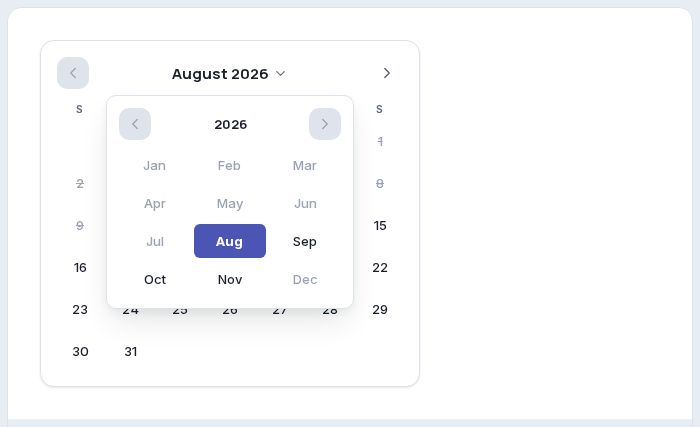 August 2026
S S
2026
1
Jan Feb Mar
2 8
Apr May Jun
9 15
Jul Aug Sep
16 22
Oct Nov Dec
23 24 25 26 27 28 29
30 31